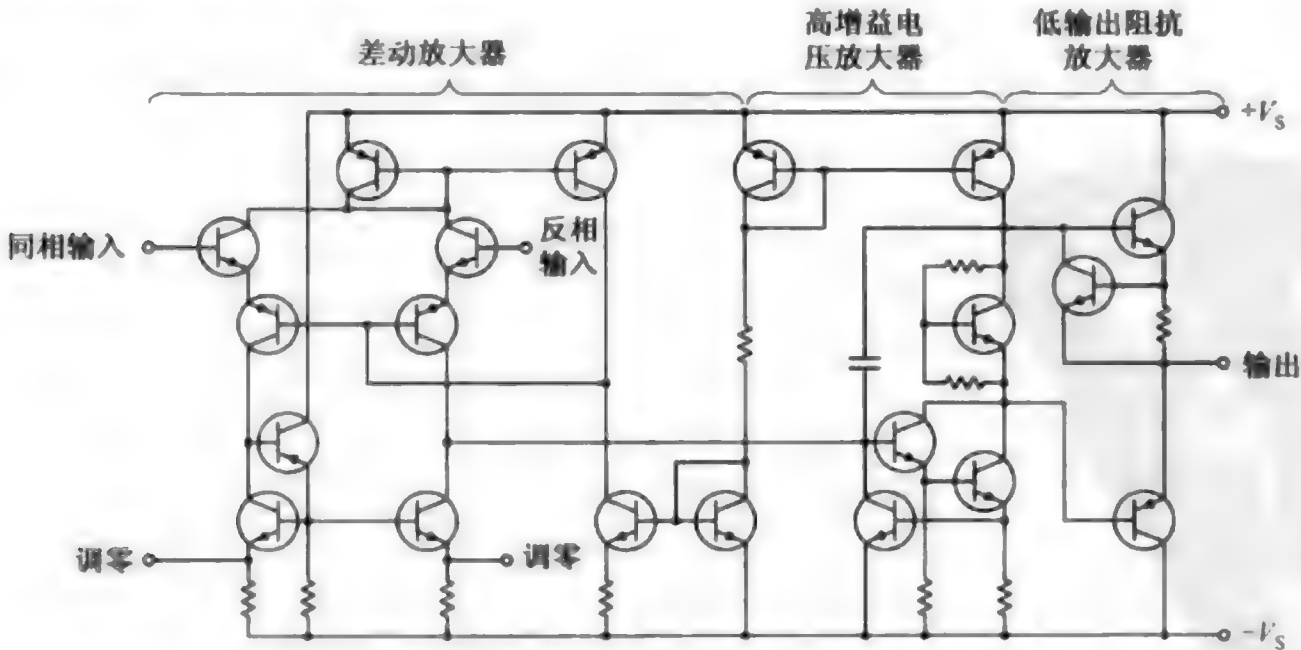 差动放大器
高增益电
压放大器
低输出阻抗
放大器
+Vs
同相输入
反相
输入
输出
调零
调零
-Vs